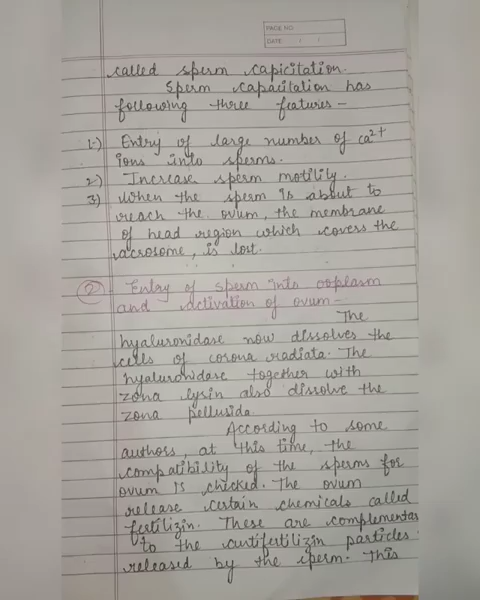 PAGE NO.
DATE / /
called sperm capicitation.
Sperm capacitation has
following three features -
1.) Entry of large number of Ca2+
ions into sperms.
2.) Increase sperm motility.
3) When the sperm is about to
reach the ovum, the membrane
of head region which covers the
acrosome, is lost.
2 Entry of sperm into ooplasm
and activation of ovum -
The
hyaluronidase now dissolves the
cells of corona radiata. The
hyaluronidase together with
zona lysin also dissolve the
zona pellusida.
According to some
authors, at this time, the
compatibility of the sperms for
ovum is checked. The ovum
release certain chemicals called
fertilizin. These are complementar
to the antifertilizin particles
released by the sperm. This